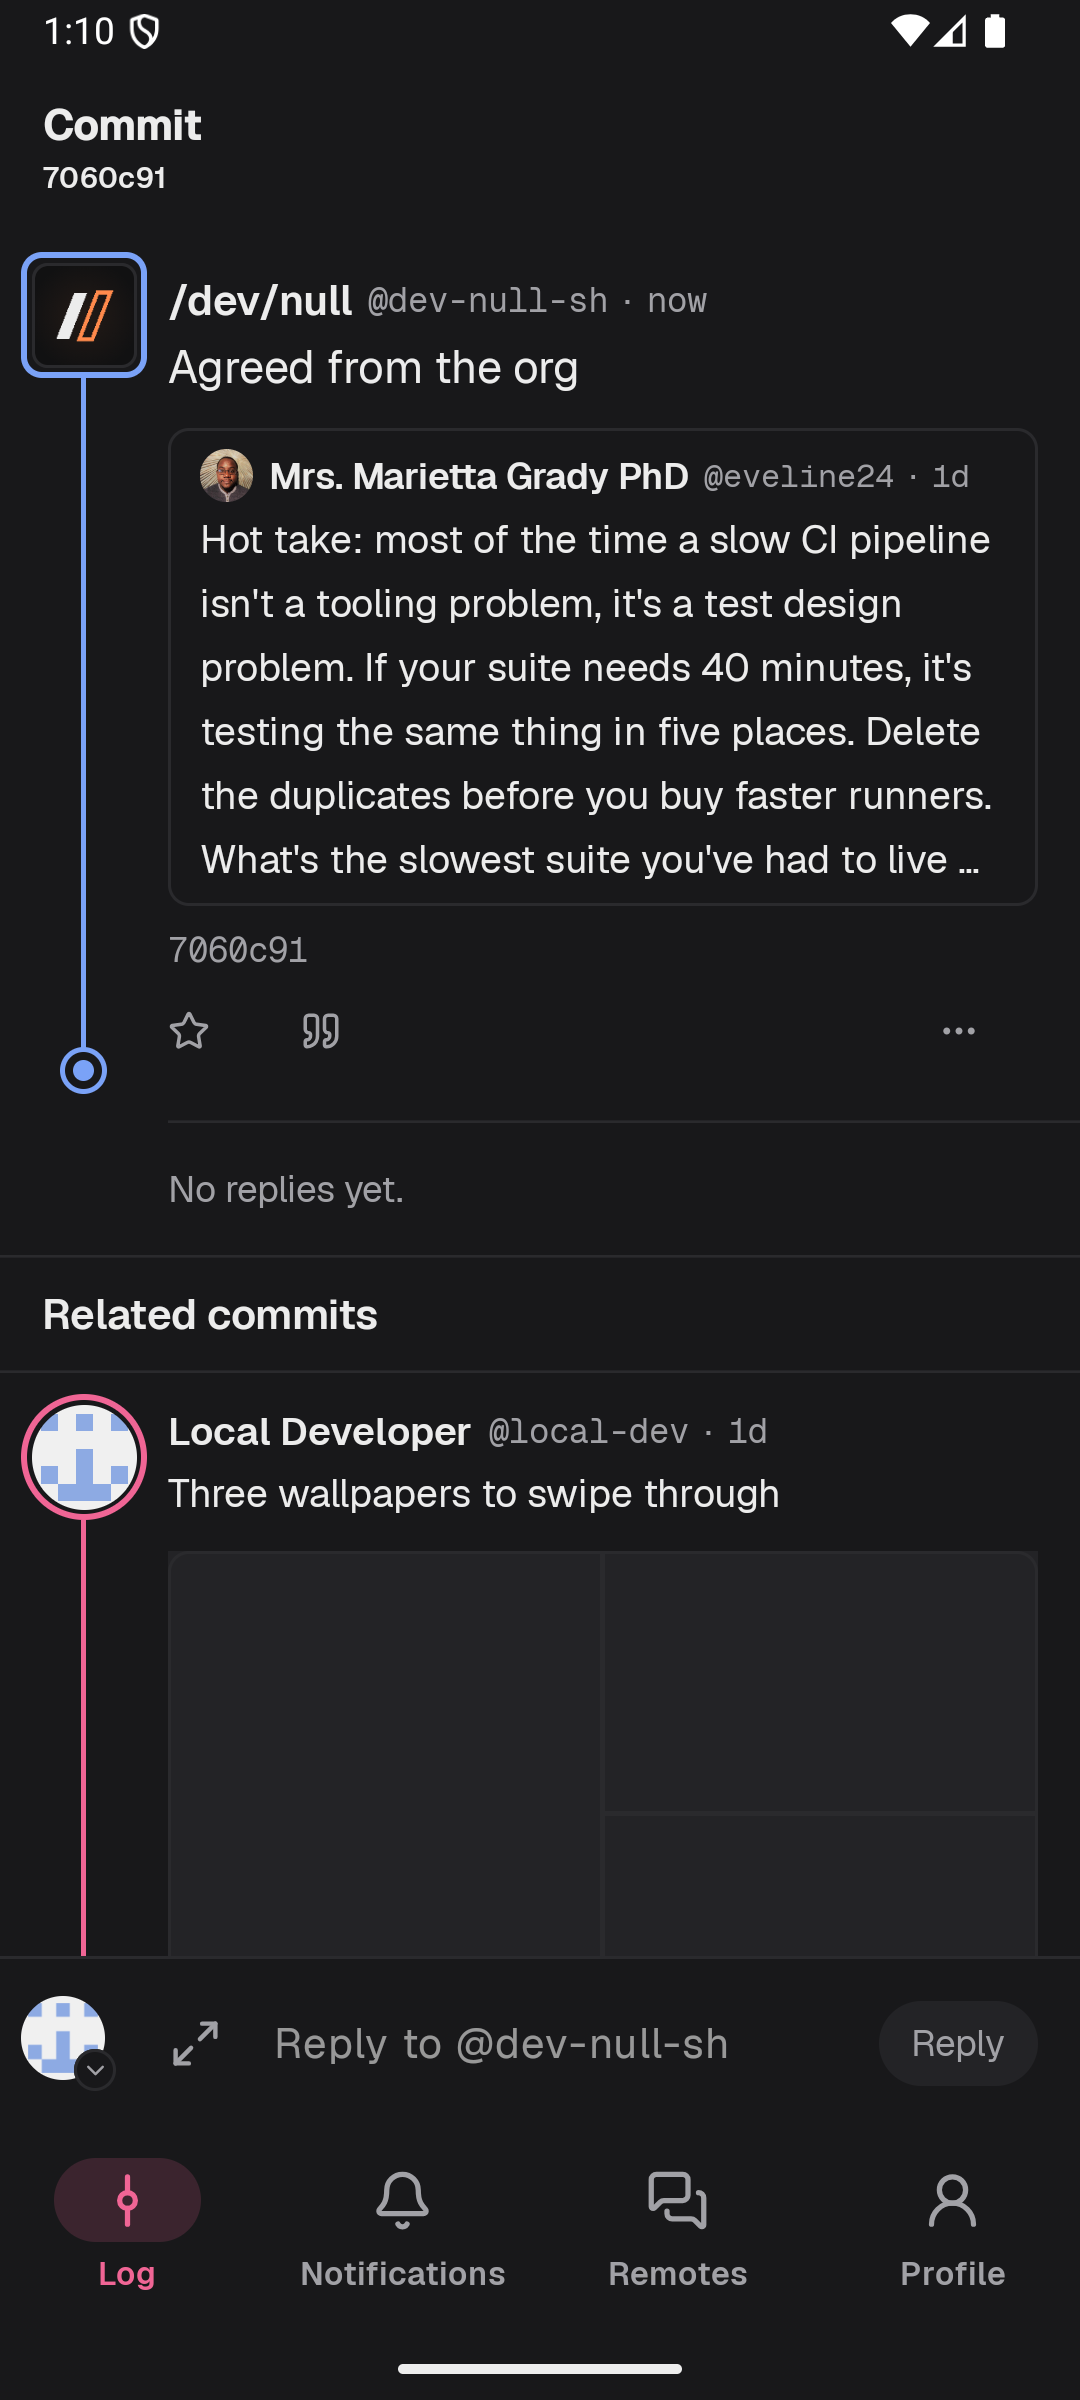 1:10
Commit
7060c91
/dev/null @dev-null-sh · now
Agreed from the org
Mrs. Marietta Grady PhD @eveline24 · 1d
Hot take: most of the time a slow CI pipeline
isn't a tooling problem, it's a test design
problem. If your suite needs 40 minutes, it's
testing the same thing in five places. Delete
the duplicates before you buy faster runners.
What's the slowest suite you've had to live ...
7060c91
No replies yet.
Related commits
Local Developer @local-dev · 1d
Three wallpapers to swipe through
Reply to @dev-null-sh
Reply
Log
Notifications
Remotes
Profile